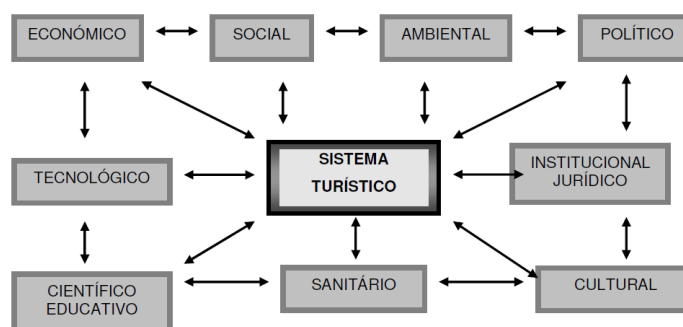 ECONÓMICO
SOCIAL
AMBIENTAL
POLÍTICO
TECNOLÓGICO
SISTEMA
TURÍSTICO
INSTITUCIONAL
JURÍDICO
CIENTÍFICO
EDUCATIVO
SANITÁRIO
CULTURAL